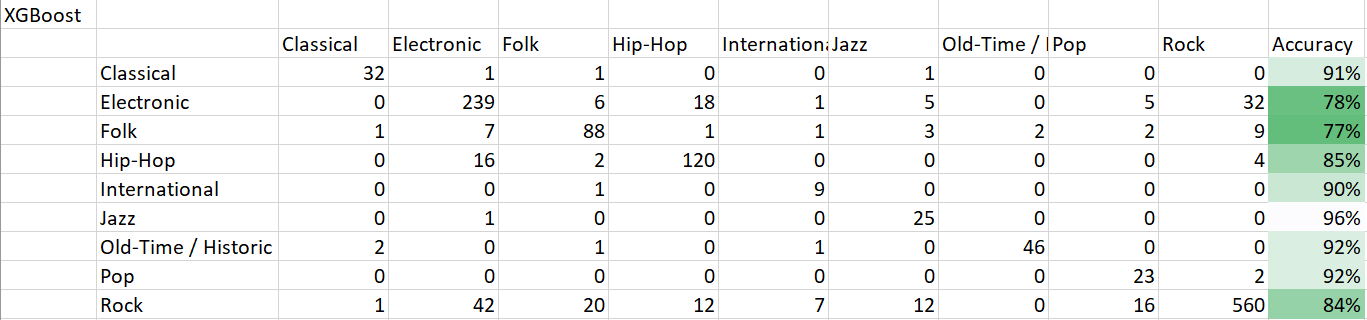 XGBoost
Classical Electronic Folk Hip-Hop Internationa Jazz Old-Time / Pop Rock Accuracy
Classical 32 1 1 0 0 1 0 0 0 91%
Electronic 0 239 6 18 1 5 0 5 32 78%
Folk 1 7 88 1 1 3 2 2 9 77%
Hip-Hop 0 16 2 120 0 0 0 0 4 85%
International 0 0 1 0 9 0 0 0 0 90%
Jazz 0 1 0 0 0 25 0 0 0 96%
Old-Time / Historic 2 0 1 0 1 0 46 0 0 92%
Pop 0 0 0 0 0 0 0 23 2 92%
Rock 1 42 20 12 7 12 0 16 560 84%